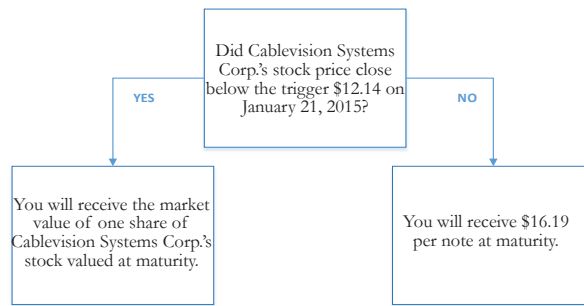 Did Cablevision Systems
Corp.'s stock price close
below the trigger $12.14 on
January 21, 2015?
YES
NO
You will receive the market
value of one share of
Cablevision Systems Corp.'s
stock valued at maturity.
You will receive $16.19
per note at maturity.